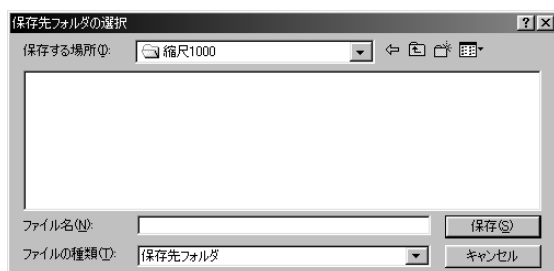 保存先フォルダの選択
保存する場所(I):
縮尺1000
ファイル名(N):
保存(S)
ファイルの種類(T):
保存先フォルダ
キャンセル